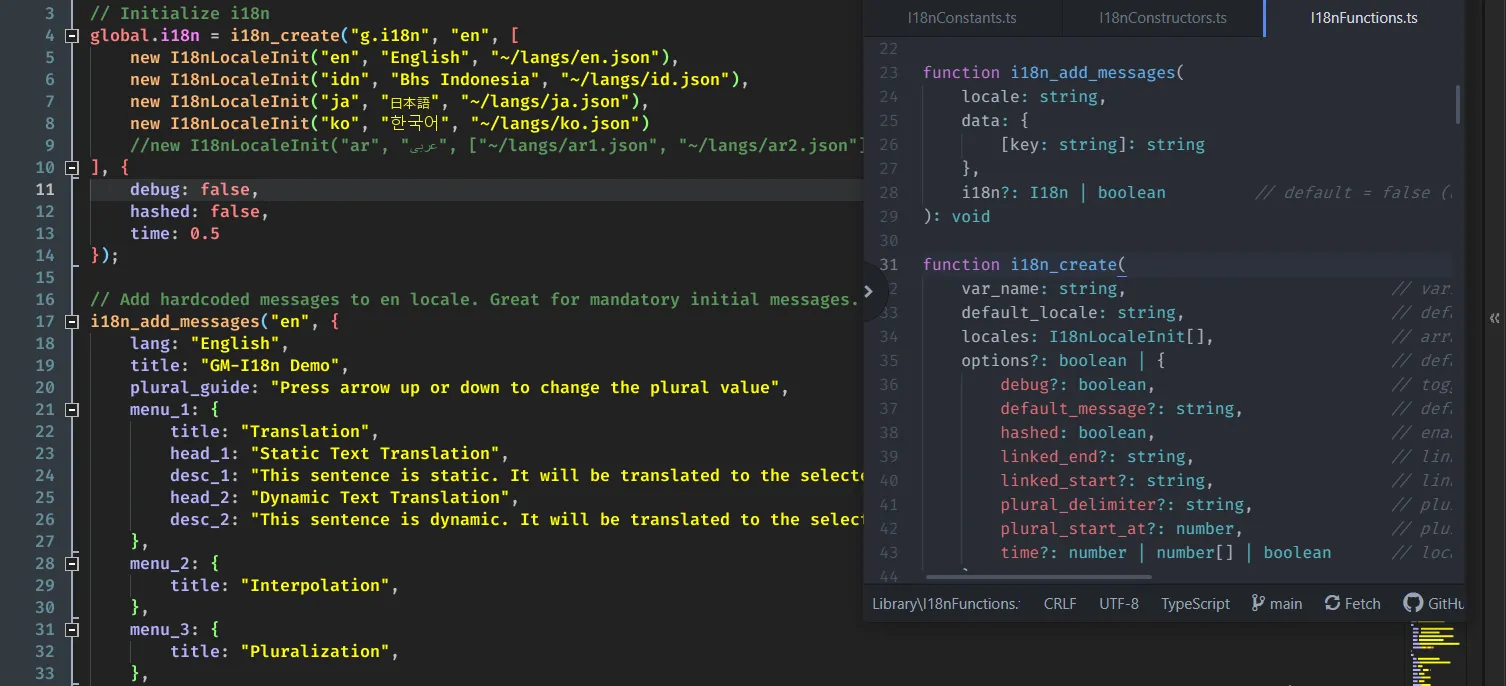 3 // Initialize i18n
4 global.i18n = i18n_create("g.i18n", "en", [
5 new I18nLocaleInit("en", "English", "~/langs/en.json"),
6 new I18nLocaleInit("idn", "Bhs Indonesia", "~/langs/id.json"),
7 new I18nLocaleInit("ja", "日本語", "~/langs/ja.json"),
8 new I18nLocaleInit("ko", "한국어", "~/langs/ko.json")
9 //new I18nLocaleInit("ar", "عربى", ["~/langs/ar1.json", "~/langs/ar2.json"]
10 ], {
11 debug: false,
12 hashed: false,
13 time: 0.5
14 });
15
16 // Add hardcoded messages to en locale. Great for mandatory initial messages.
17 i18n_add_messages("en", {
18 lang: "English",
19 title: "GM-I18n Demo",
20 plural_guide: "Press arrow up or down to change the plural value",
21 menu_1: {
22 title: "Translation",
23 head_1: "Static Text Translation",
24 desc_1: "This sentence is static. It will be translated to the selecte
25 head_2: "Dynamic Text Translation",
26 desc_2: "This sentence is dynamic. It will be translated to the select
27 },
28 menu_2: {
29 title: "Interpolation",
30 },
31 menu_3: {
32 title: "Pluralization",
33 },
I18nConstants.ts I18nConstructors.ts I18nFunctions.ts
22
23 function i18n_add_messages(
24 locale: string,
25 data: {
26 [key: string]: string
27 },
28 i18n?: I18n | boolean // default = false (
29 ): void
30
31 function i18n_create(
2 var_name: string, // var
33 default_locale: string, // def
34 locales: I18nLocaleInit[], // arr
35 options?: boolean | { // def
36 debug?: boolean, // tog
37 default_message?: string, // def
38 hashed: boolean, // ena
39 linked_end?: string, // lin
40 linked_start?: string, // lin
41 plural_delimiter?: string, // plu
42 plural_start_at?: number, // plu
43 time?: number | number[] | boolean // loc
44
Library\I18nFunctions. CRLF UTF-8 TypeScript main Fetch GitHu